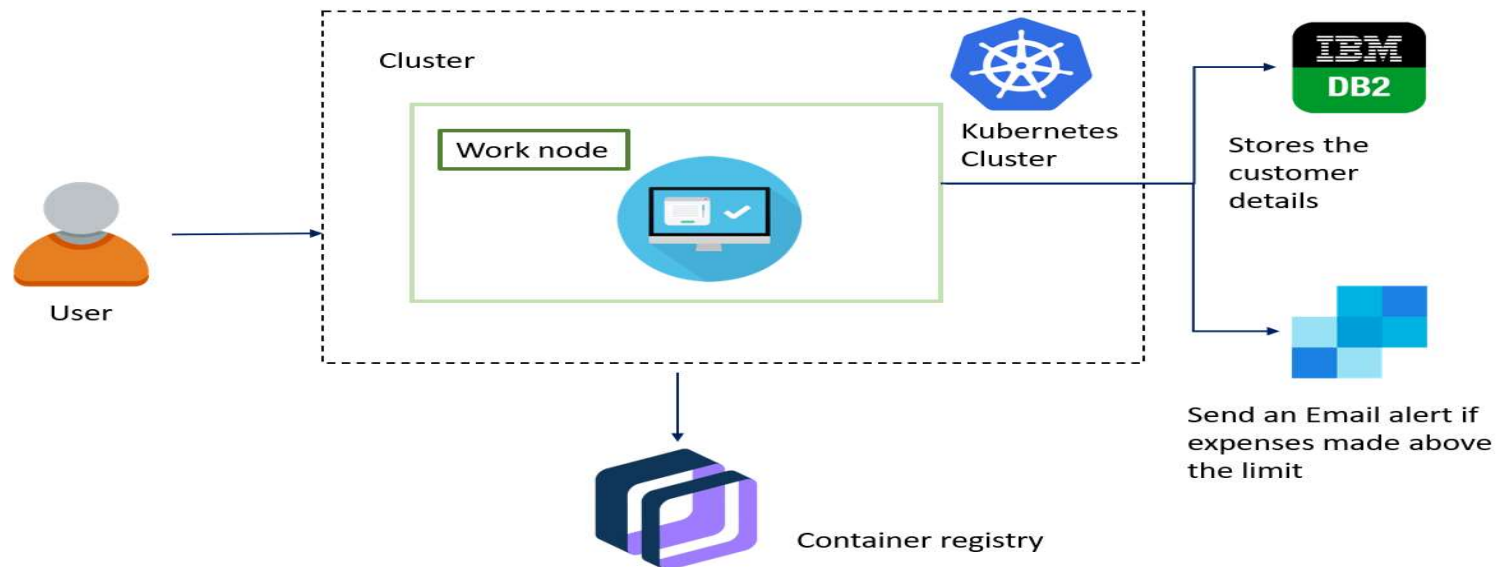 Cluster
Work node
Kubernetes
Cluster
IBM
DB2
Stores the
customer
details
User
Send an Email alert if
expenses made above
the limit
Container registry